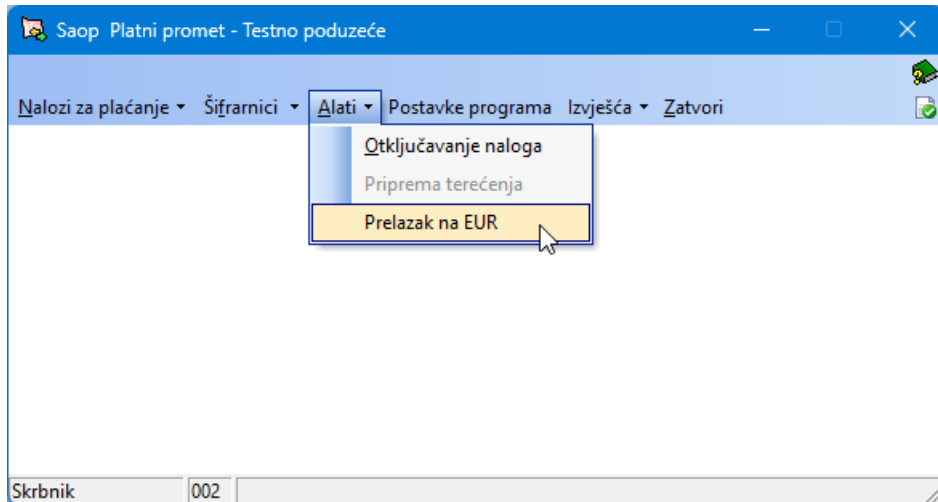 Saop Platni promet - Testno poduzeće
Nalozi za plaćanje Šifrarnici Alati Postavke programa Izvješća Zatvori
Otključavanje naloga
Priprema terećenja
Prelazak na EUR
Skrbnik 002